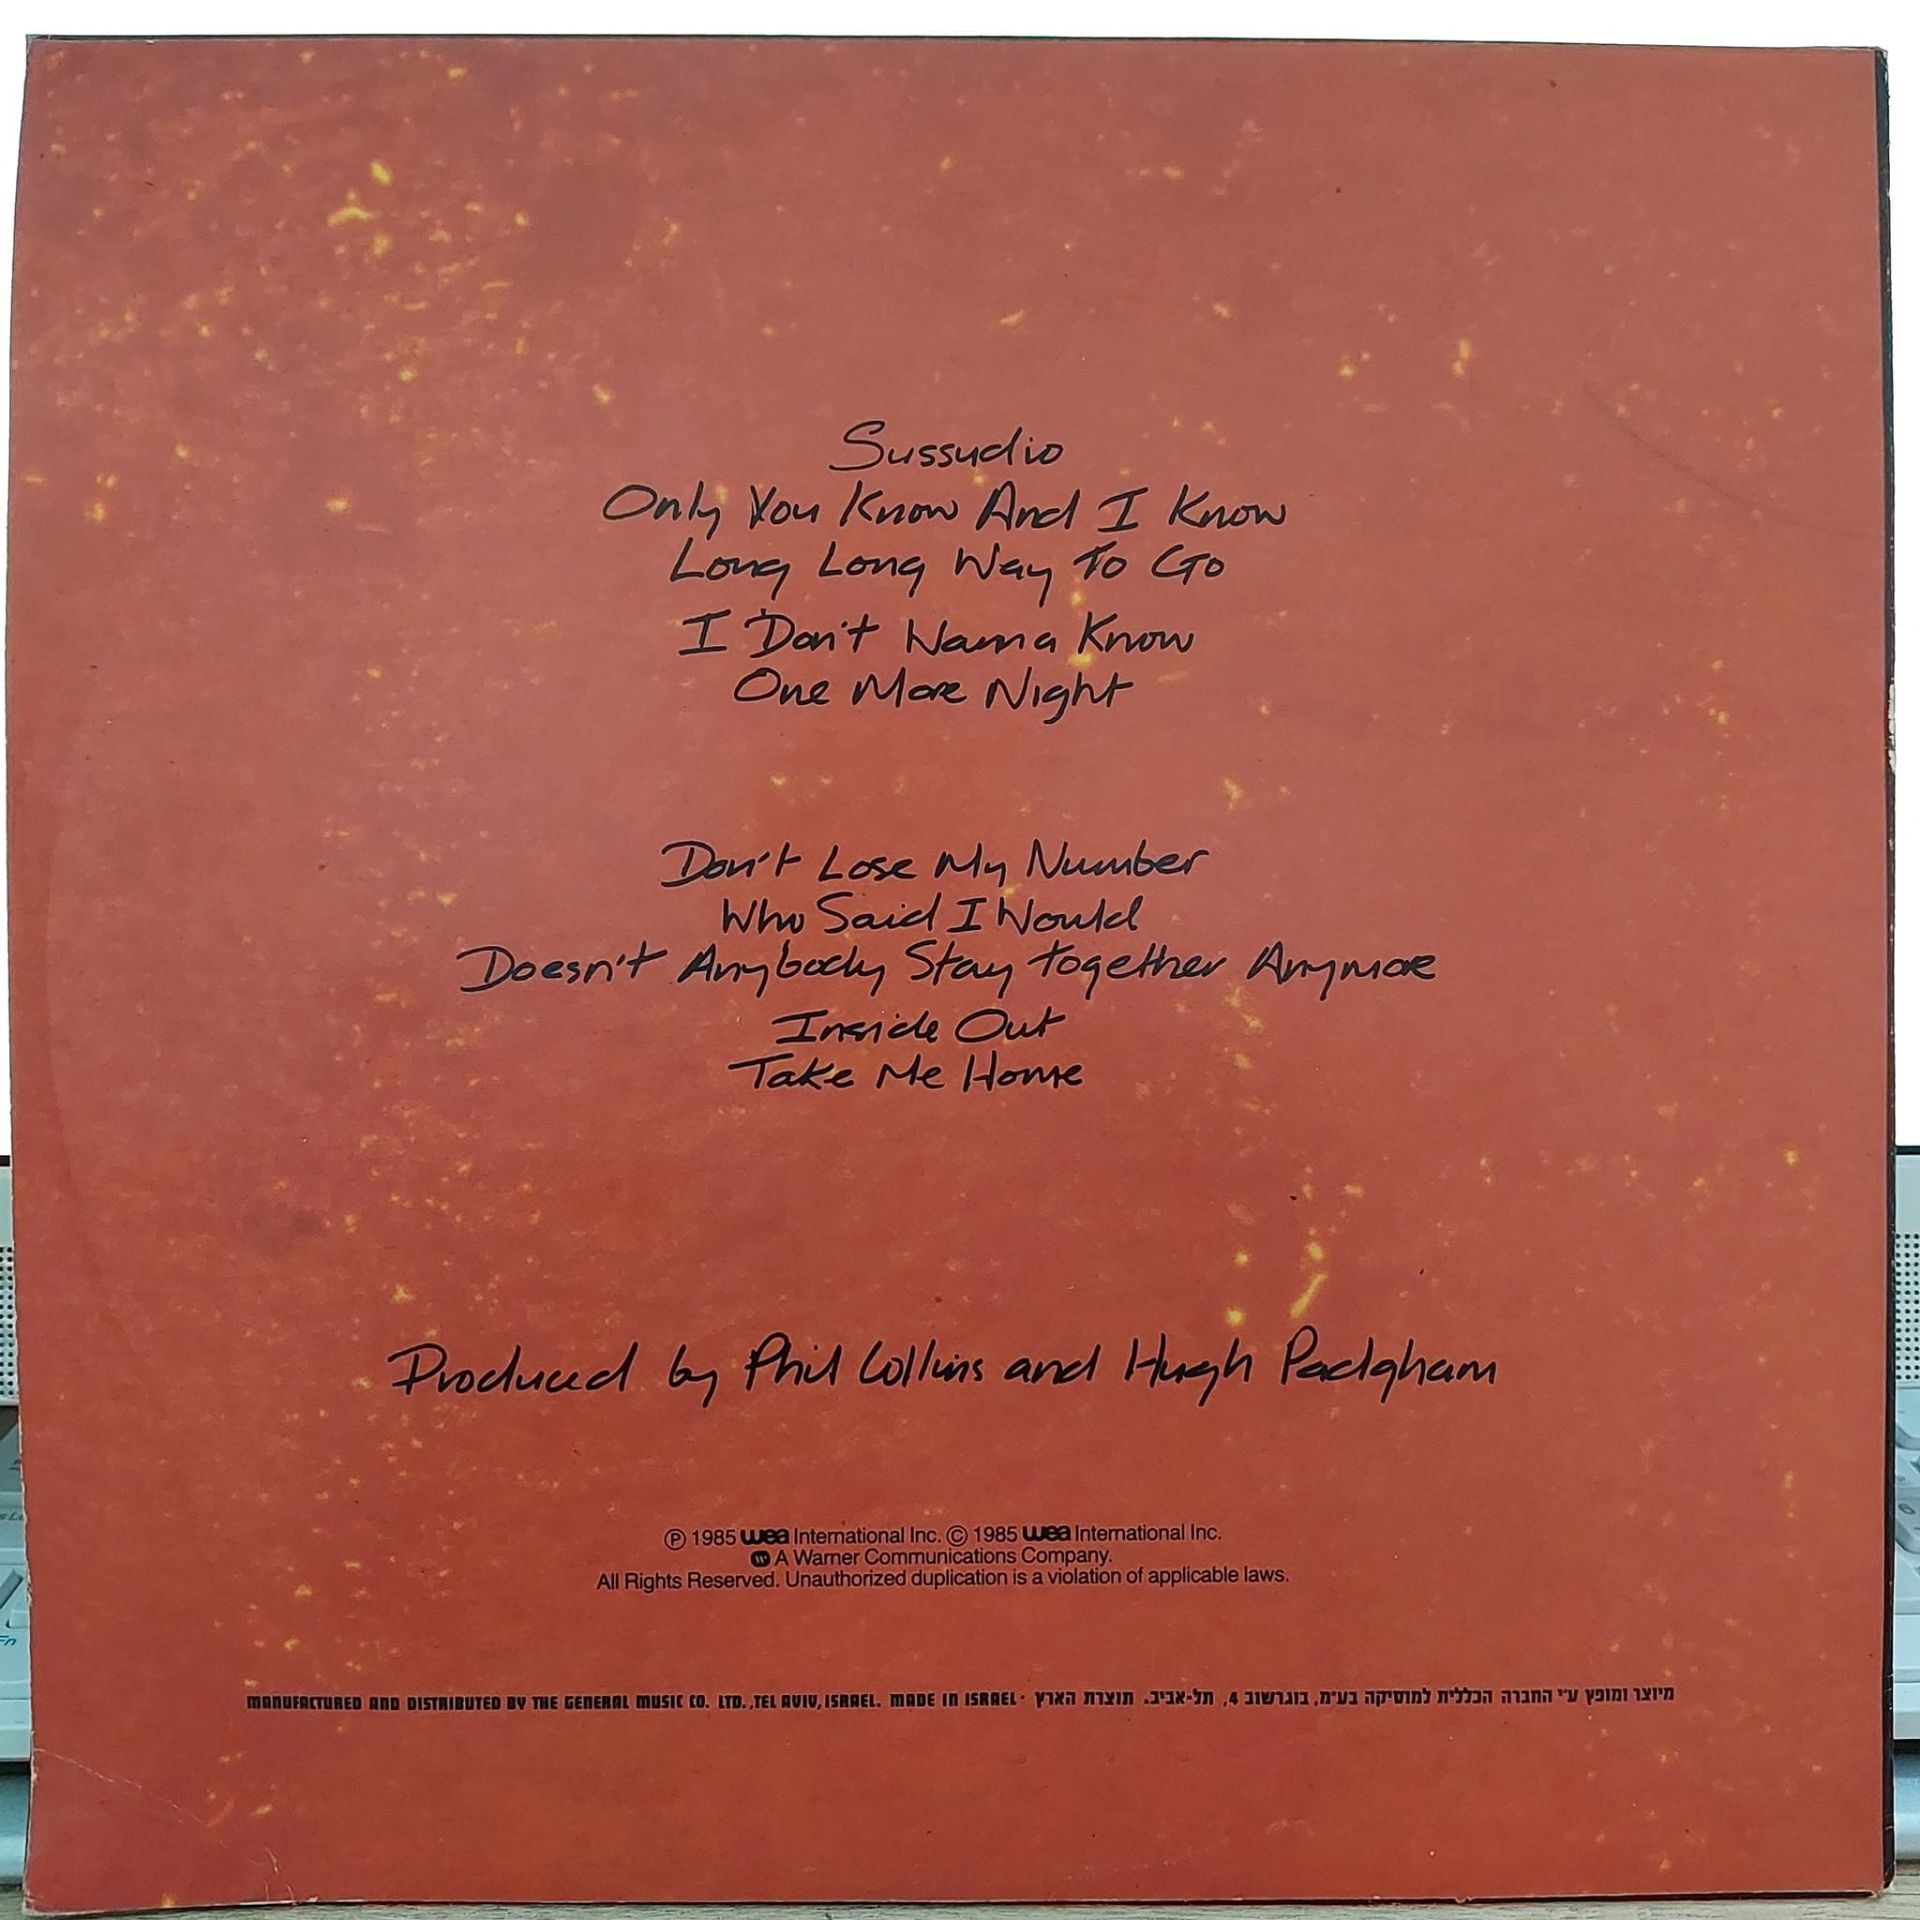 Sussudio
Only You Know And I Know
Long Long Way To Go
I Don't Wanna Know
One More Night
Don't Lose My Number
Who Said I Would
Doesn't Anybody Stay Together Anymore
Inside Out
Take Me Home
Produced by Phil Collins and Hugh Padgham
℗ 1985 wea International Inc. © 1985 wea International Inc.
A Warner Communications Company.
All Rights Reserved. Unauthorized duplication is a violation of applicable laws.
MANUFACTURED AND DISTRIBUTED BY THE GENERAL MUSIC CO. LTD., TEL AVIV, ISRAEL. MADE IN ISRAEL · מיוצר ומופץ ע״י החברה הכללית למוסיקה בע״מ, בוגרשוב 4, תל-אביב. תוצרת הארץ
Fn